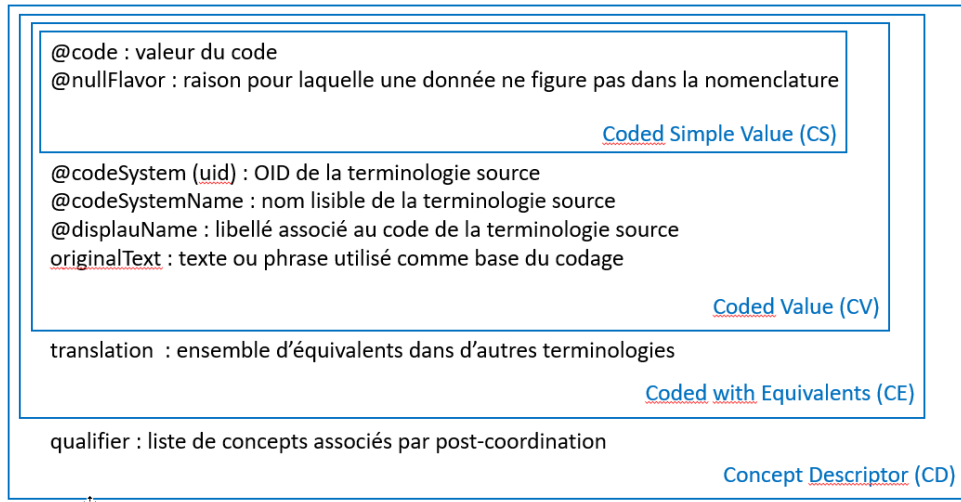 @code : valeur du code
@nullFlavor : raison pour laquelle une donnée ne figure pas dans la nomenclature
Coded Simple Value (CS)
@codeSystem (uid) : OID de la terminologie source
@codeSystemName : nom lisible de la terminologie source
@displauName : libellé associé au code de la terminologie source
originalText : texte ou phrase utilisé comme base du codage
Coded Value (CV)
translation : ensemble d’équivalents dans d’autres terminologies
Coded with Equivalents (CE)
qualifier : liste de concepts associés par post-coordination
Concept Descriptor (CD)